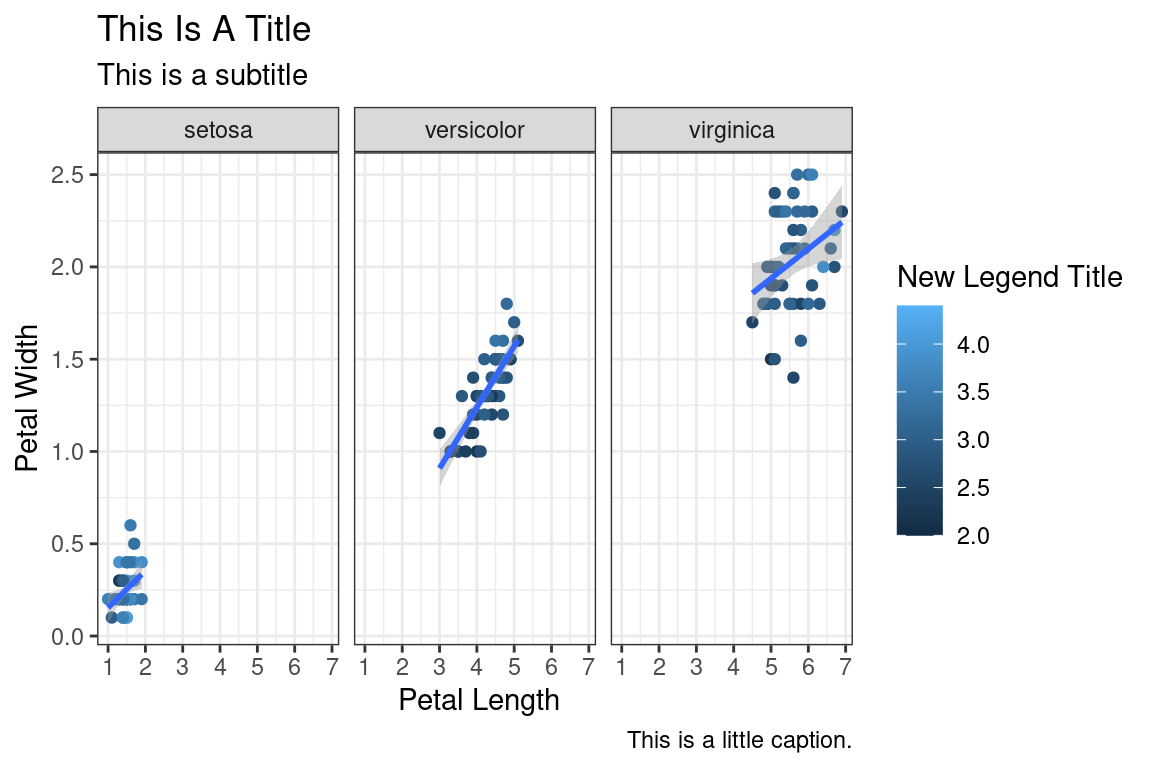 This Is A Title
This is a subtitle
setosa versicolor virginica
2.5
2.0
1.5
1.0
0.5
0.0
Petal Width
1 2 3 4 5 6 7 1 2 3 4 5 6 7 1 2 3 4 5 6 7
Petal Length
This is a little caption.
New Legend Title
4.0
3.5
3.0
2.5
2.0